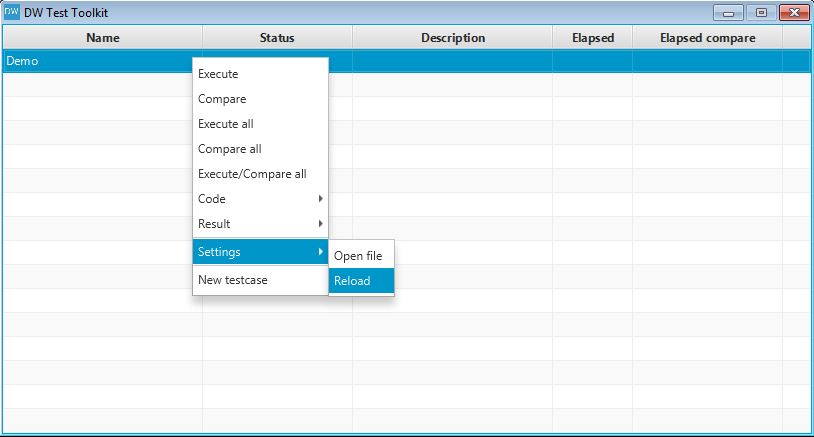 DW DW Test Toolkit
Name Status Description Elapsed Elapsed compare
Demo
Execute
Compare
Execute all
Compare all
Execute/Compare all
Code
Result
Settings
Open file
Reload
New testcase